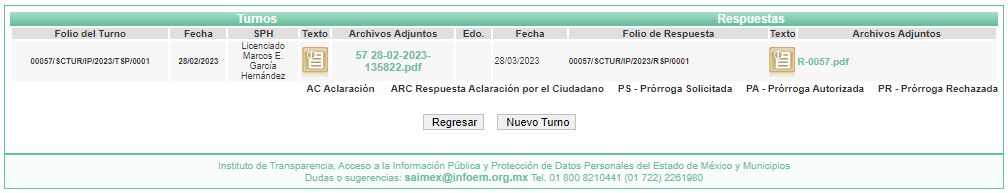 Turnos Respuestas
Folio del Turno Fecha SPH Texto Archivos Adjuntos Edo. Fecha Folio de Respuesta Texto Archivos Adjuntos
00057/SCTUR/IP/2023/TSP/0001 28/02/2023 Licenciado Marcos E. García Hernández 57 28-02-2023-135822.pdf 28/03/2023 00057/SCTUR/IP/2023/RSP/0001 R-0057.pdf
AC Aclaración ARC Respuesta Aclaración por el Ciudadano PS - Prórroga Solicitada PA - Prórroga Autorizada PR - Prórroga Rechazada
Regresar Nuevo Turno
Instituto de Transparencia, Acceso a la Información Pública y Protección de Datos Personales del Estado de México y Municipios
Dudas o sugerencias: saimex@infoem.org.mx Tel. 01 800 8210441 (01 722) 2261980